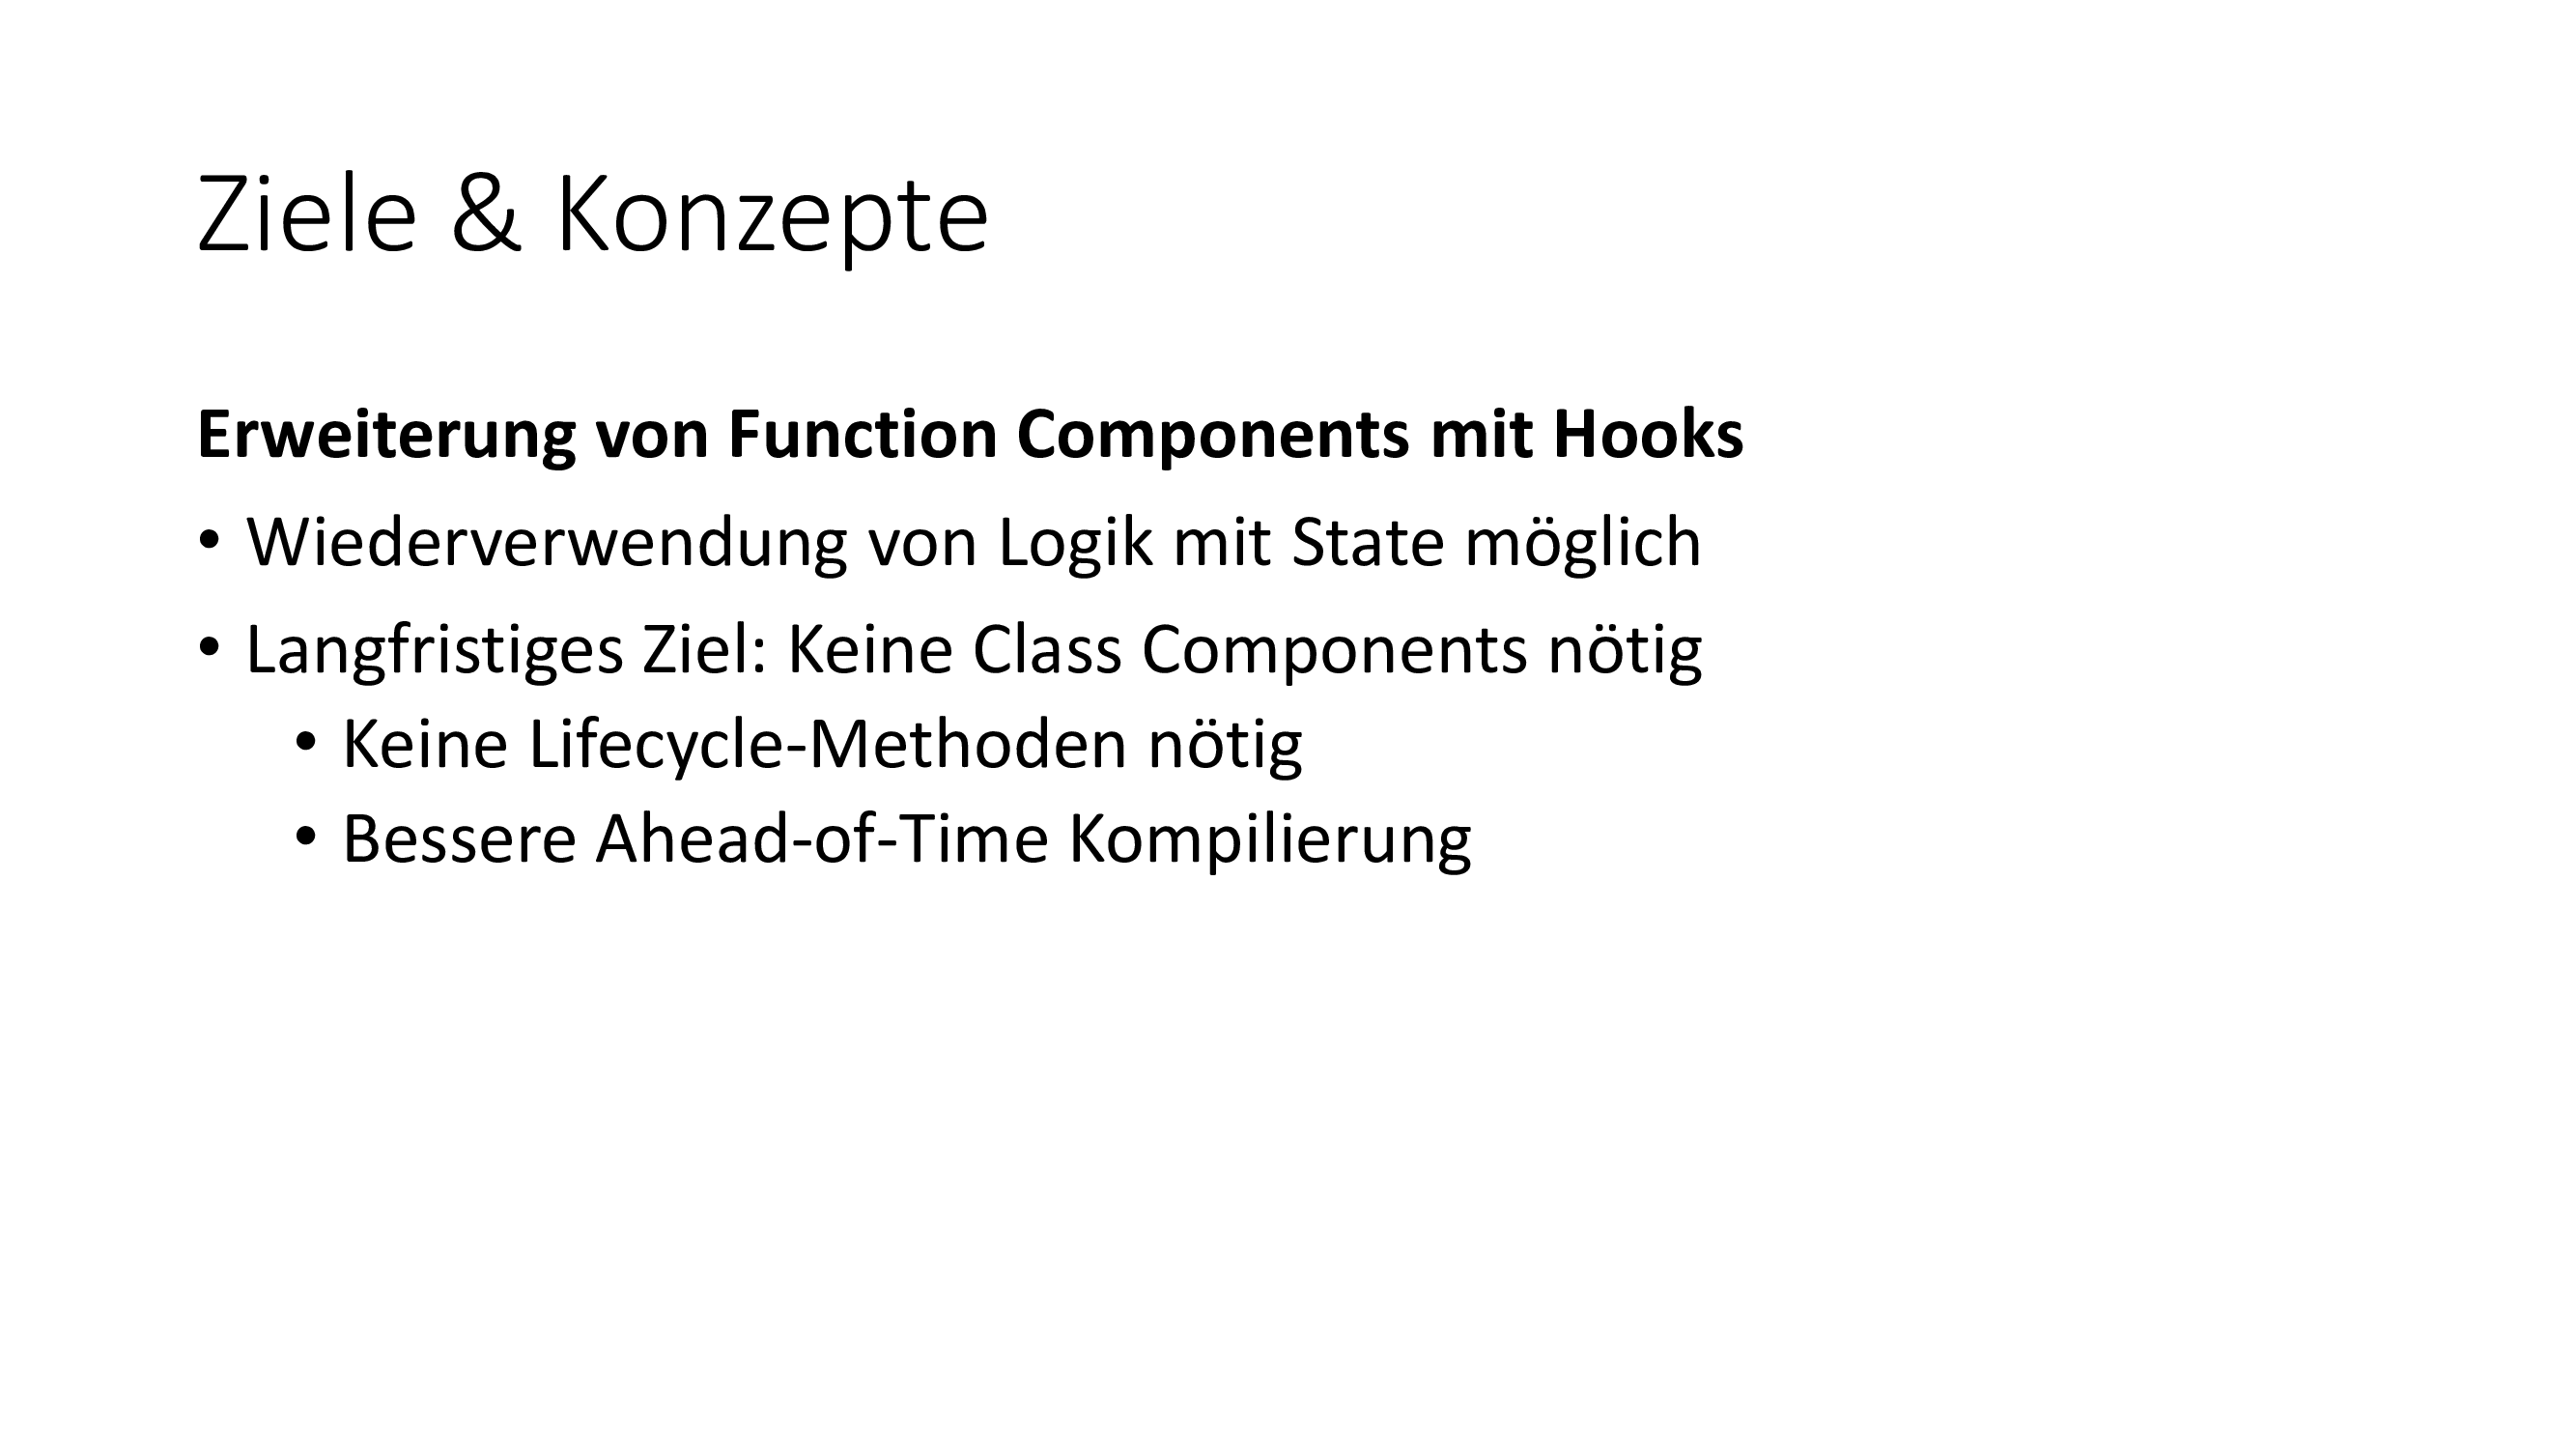 Ziele & Konzepte
Erweiterung von Function Components mit Hooks
• Wiederverwendung von Logik mit State möglich
• Langfristiges Ziel: Keine Class Components nötig
• Keine Lifecycle-Methoden nötig
• Bessere Ahead-of-Time Kompilierung